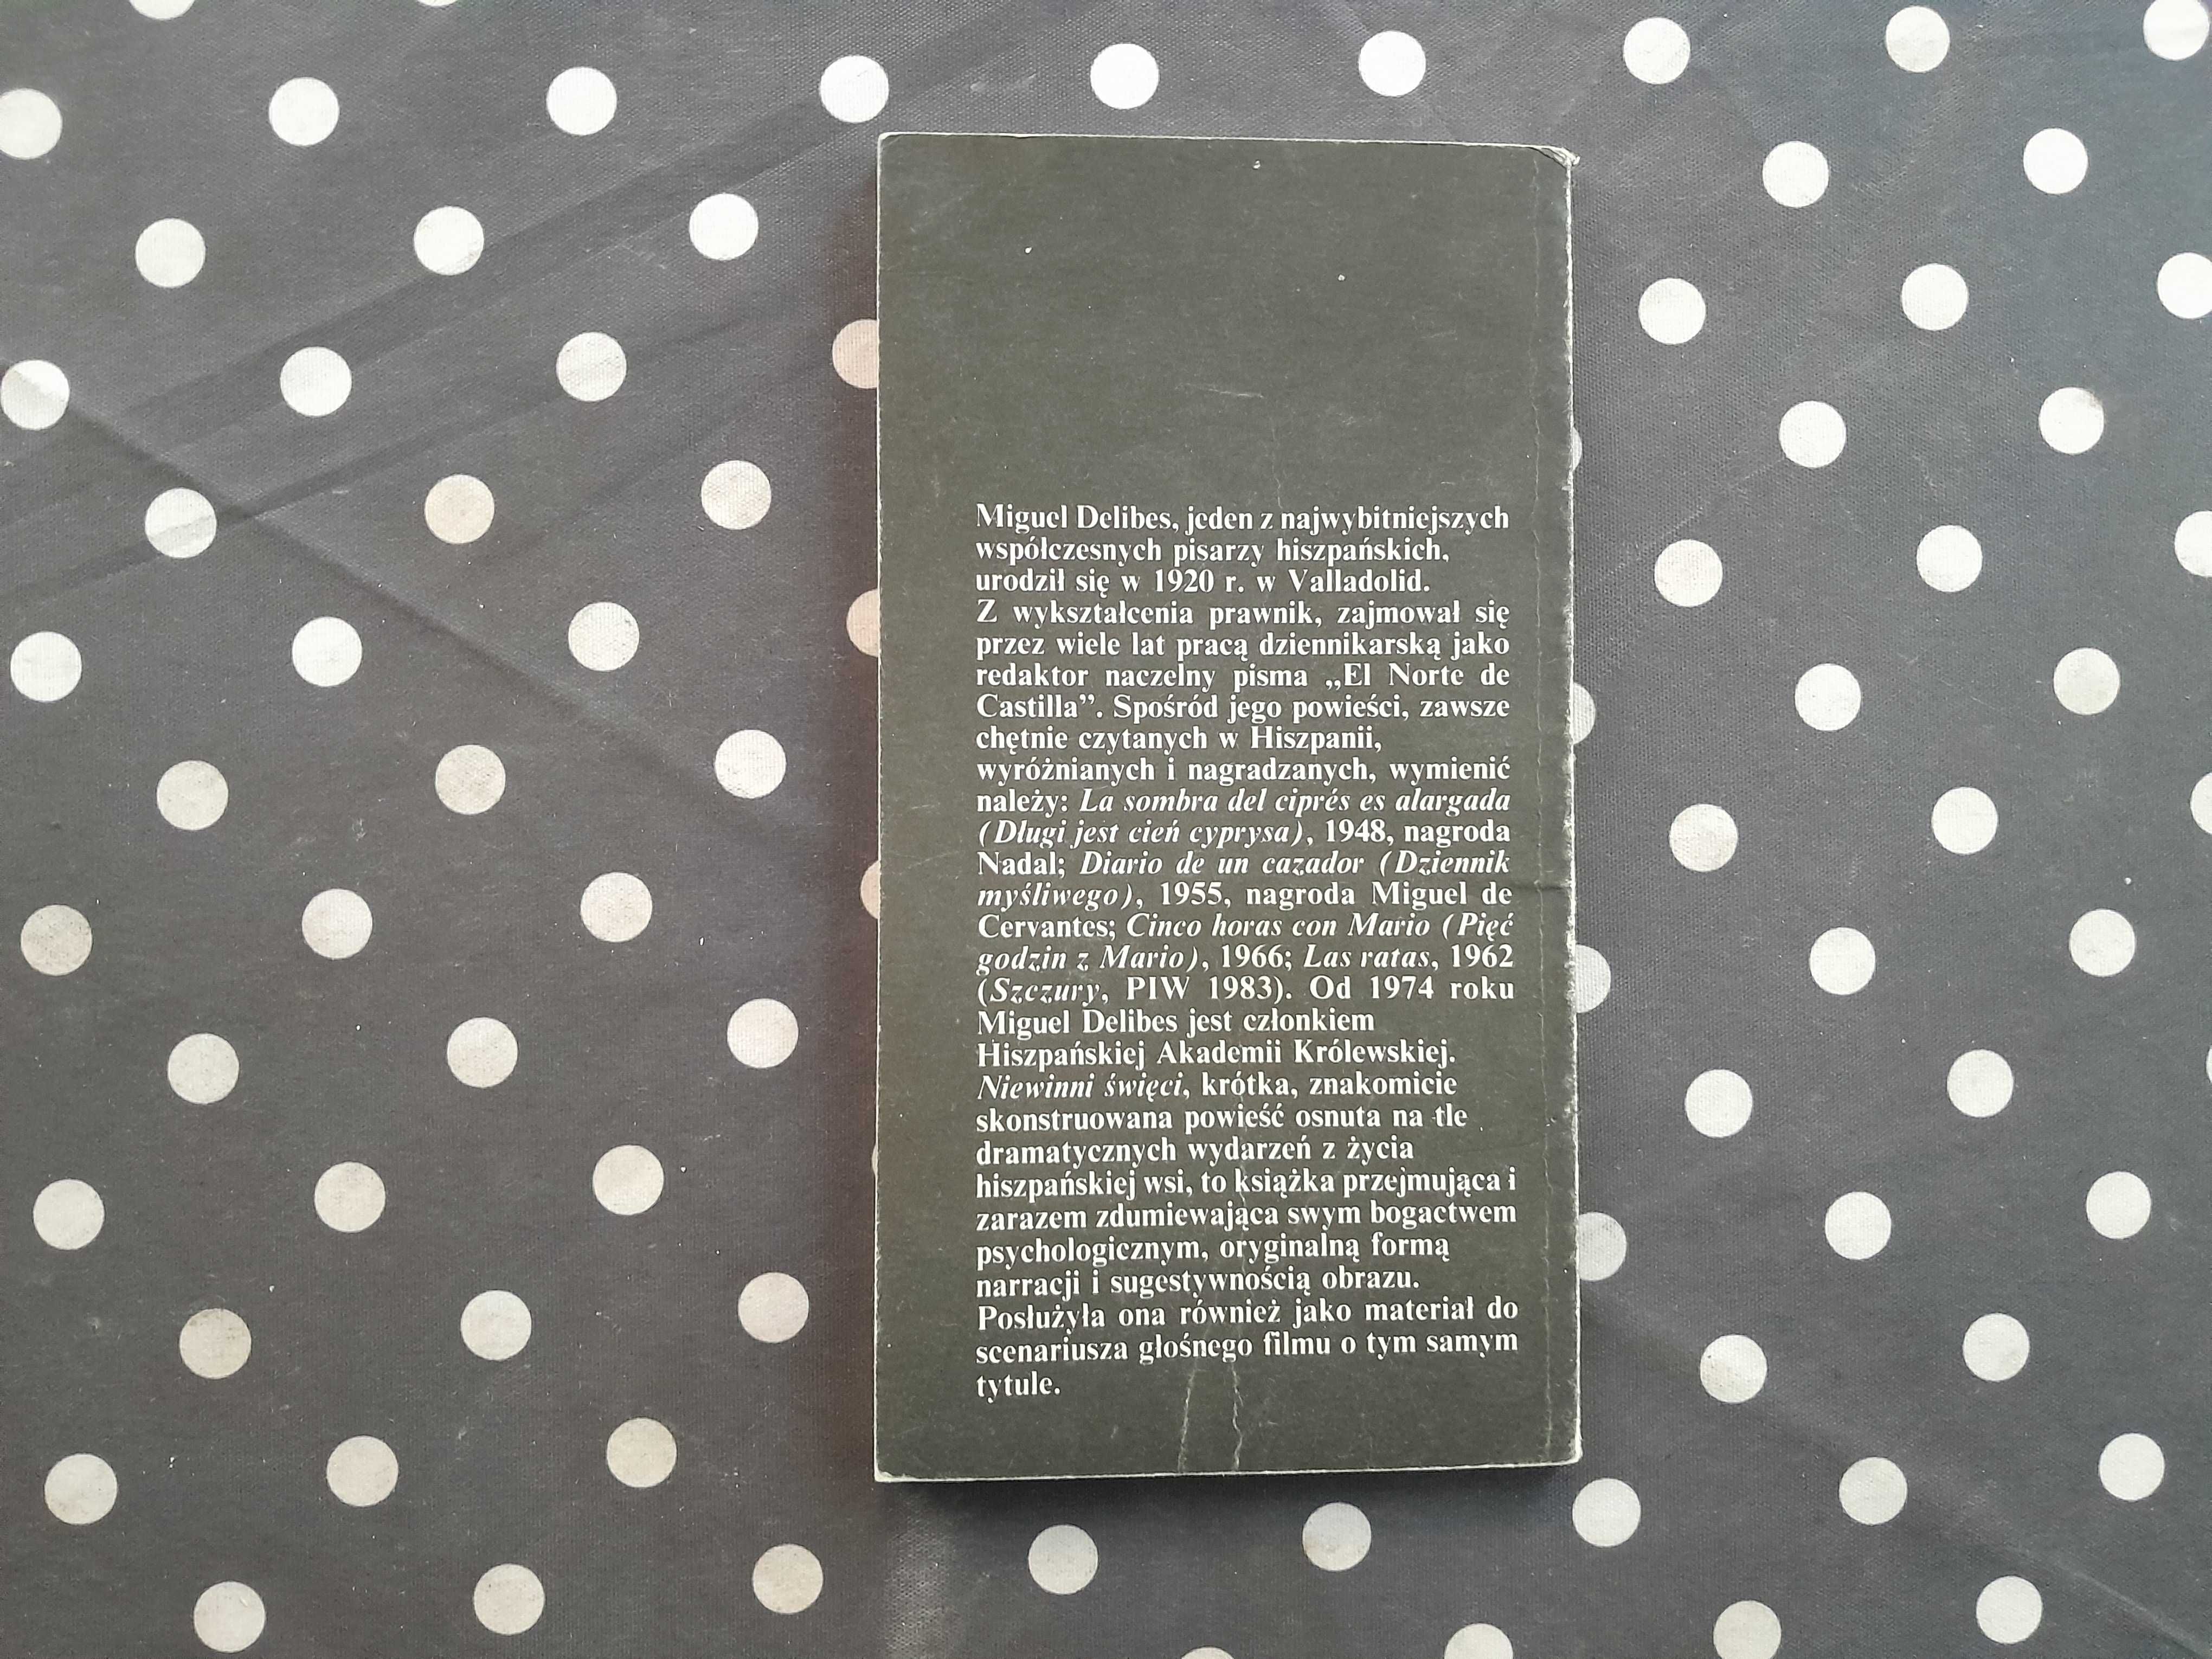 Miguel Delibes, jeden z najwybitniejszych
współczesnych pisarzy hiszpańskich,
urodził się w 1920 r. w Valladolid.
Z wykształcenia prawnik, zajmował się
przez wiele lat pracą dziennikarską jako
redaktor naczelny pisma „El Norte de
Castilla”. Spośród jego powieści, zawsze
chętnie czytanych w Hiszpanii,
wyróżnianych i nagradzanych, wymienić
należy: La sombra del ciprés es alargada
(Długi jest cień cyprysa), 1948, nagroda
Nadal; Diario de un cazador (Dziennik
myśliwego), 1955, nagroda Miguel de
Cervantes; Cinco horas con Mario (Pięć
godzin z Mario), 1966; Las ratas, 1962
(Szczury, PIW 1983). Od 1974 roku
Miguel Delibes jest członkiem
Hiszpańskiej Akademii Królewskiej.
Niewinni święci, krótka, znakomicie
skonstruowana powieść osnuta na tle
dramatycznych wydarzeń z życia
hiszpańskiej wsi, to książka przejmująca i
zarazem zdumiewająca swym bogactwem
psychologicznym, oryginalną formą
narracji i sugestywnością obrazu.
Posłużyła ona również jako materiał do
scenariusza głośnego filmu o tym samym
tytule.